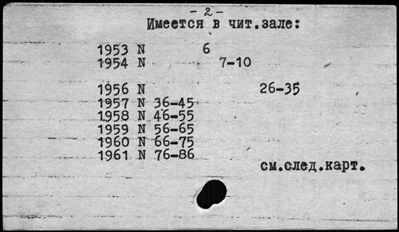 - 2 -
Имеется в чит.зале:
1953 N 6
1954 N 7-10
1956 N 26-35
1957 N 36-45
1958 N 46-55
1959 N 56-65
1960 N 66-75
1961 N 76-86
см.след.карт.